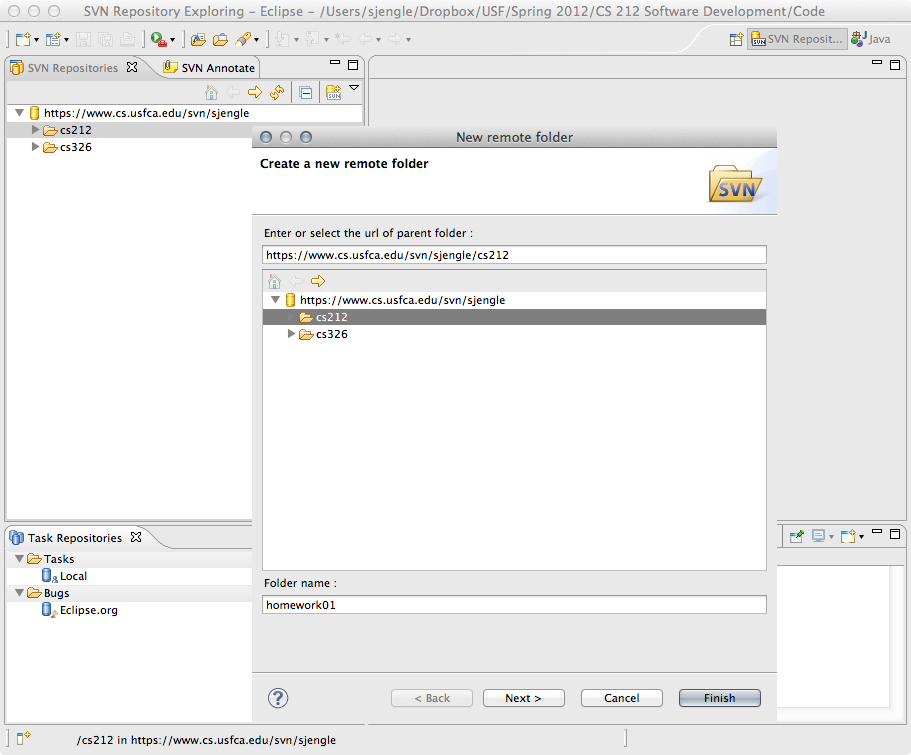 SVN Repository Exploring – Eclipse – /Users/sjengle/Dropbox/USF/Spring 2012/CS 212 Software Development/Code
SVN Reposit... Java
SVN Repositories SVN Annotate
SVN
https://www.cs.usfca.edu/svn/sjengle
cs212
cs326
New remote folder
Create a new remote folder
SVN
Enter or select the url of parent folder :
https://www.cs.usfca.edu/svn/sjengle/cs212
https://www.cs.usfca.edu/svn/sjengle
cs212
cs326
Task Repositories
Tasks
Local
Bugs
Eclipse.org
Folder name :
homework01
? < Back Next > Cancel Finish
/cs212 in https://www.cs.usfca.edu/svn/sjengle